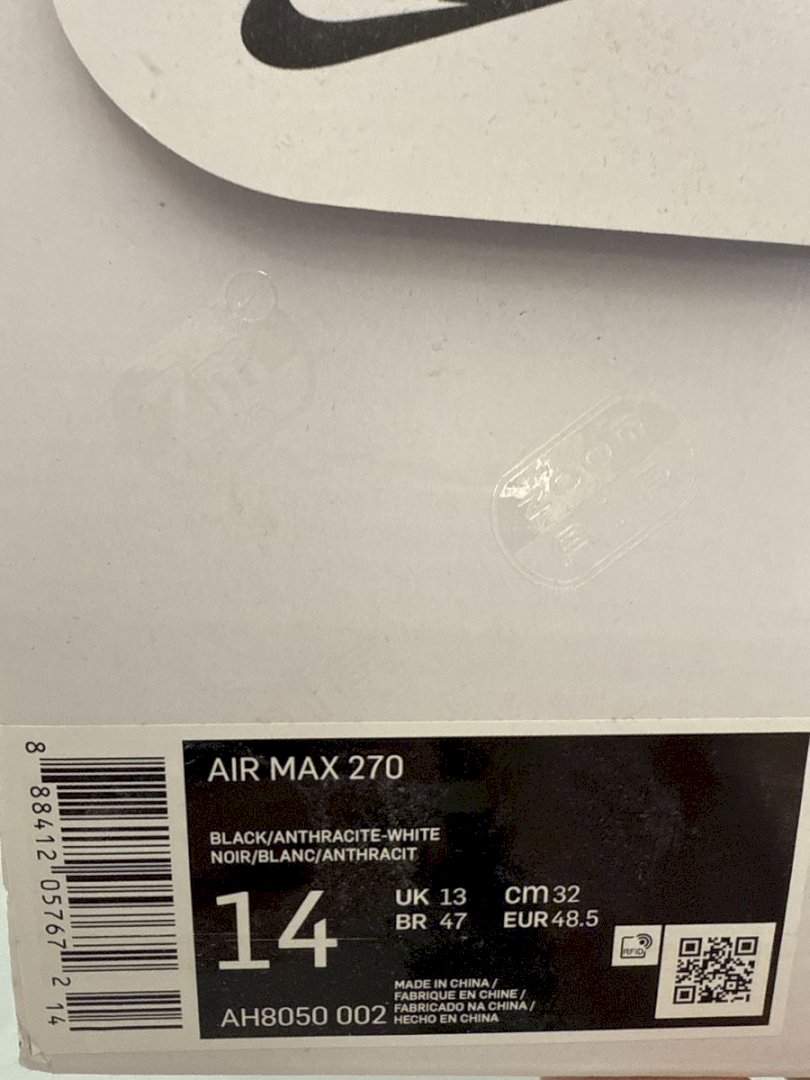 AIR MAX 270
BLACK/ANTHRACITE-WHITE
NOIR/BLANC/ANTHRACIT
14
UK 13 cm 32
BR 47 EUR 48.5
RFID
AH8050 002
MADE IN CHINA /
FABRIQUE EN CHINE /
FABRICADO NA CHINA /
HECHO EN CHINA
8 88412 05767 2 14